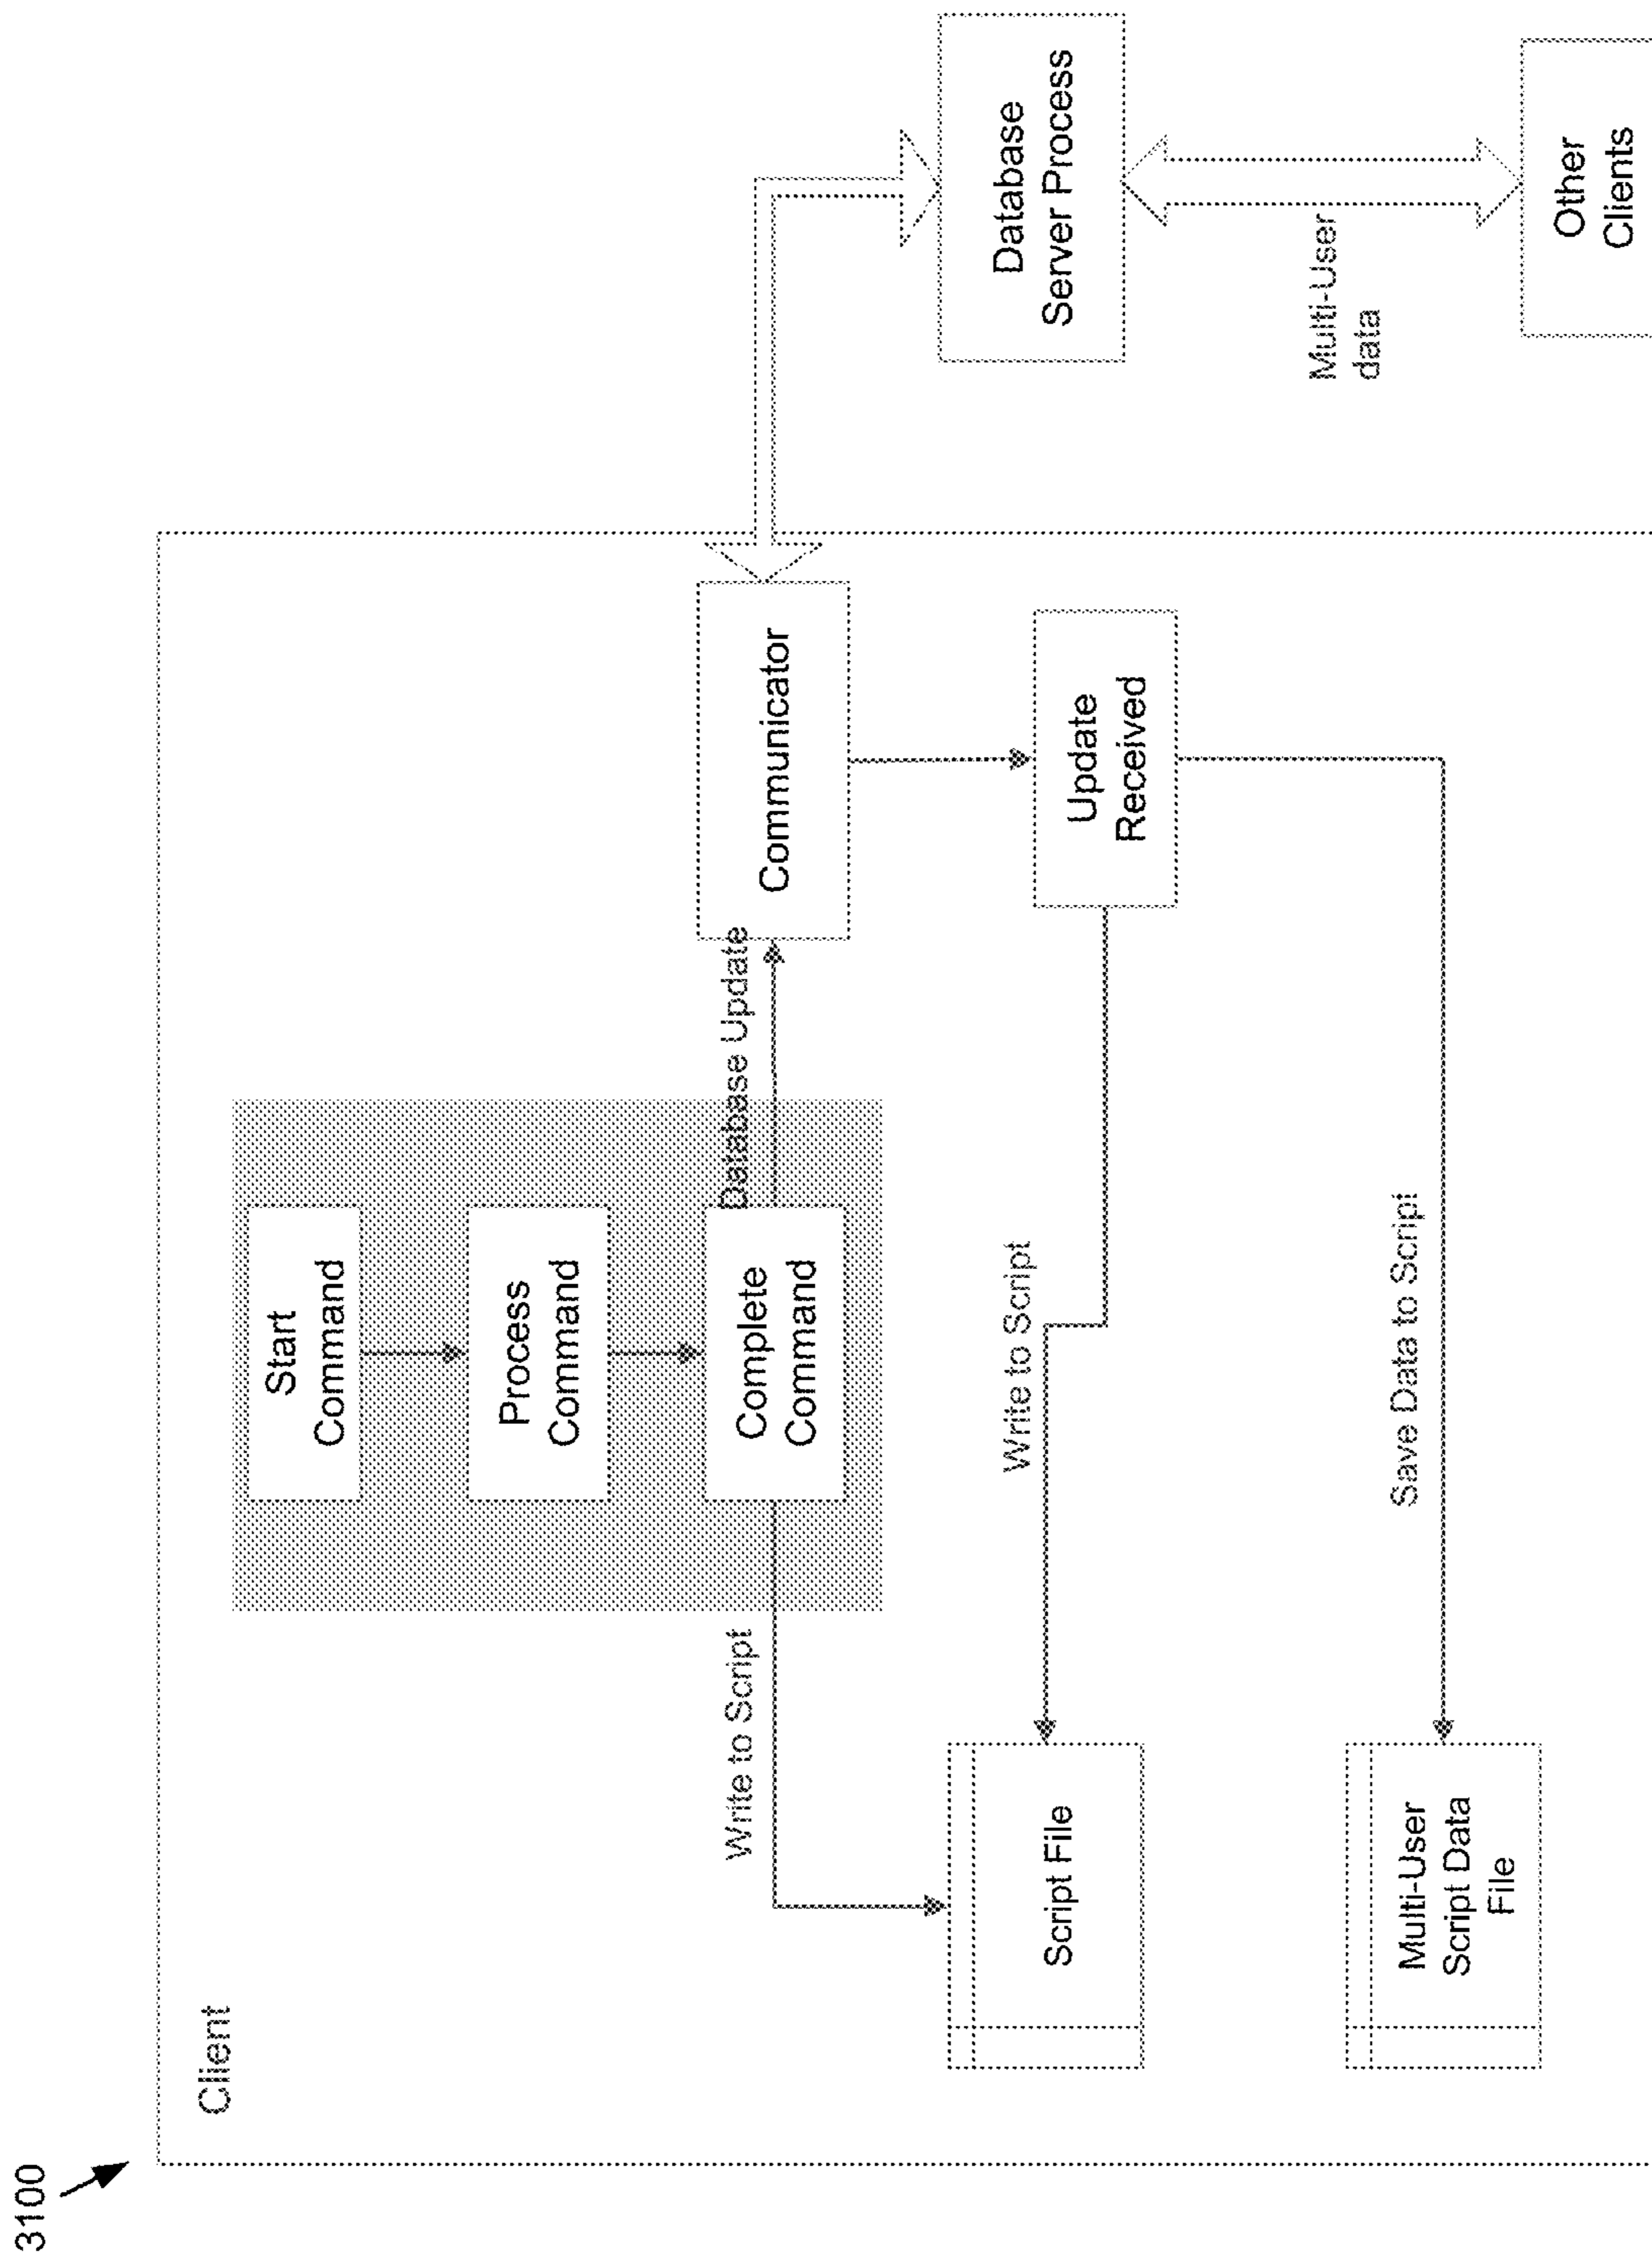 3100
Client
Start
Command
Process
Command
Write to Script
Complete
Command
Database Update
Communicator
Database
Server Process
Script File
Write to Script
Update
Received
Multi-User
data
Multi-User
Script Data
File
Save Data to Script
Other
Clients